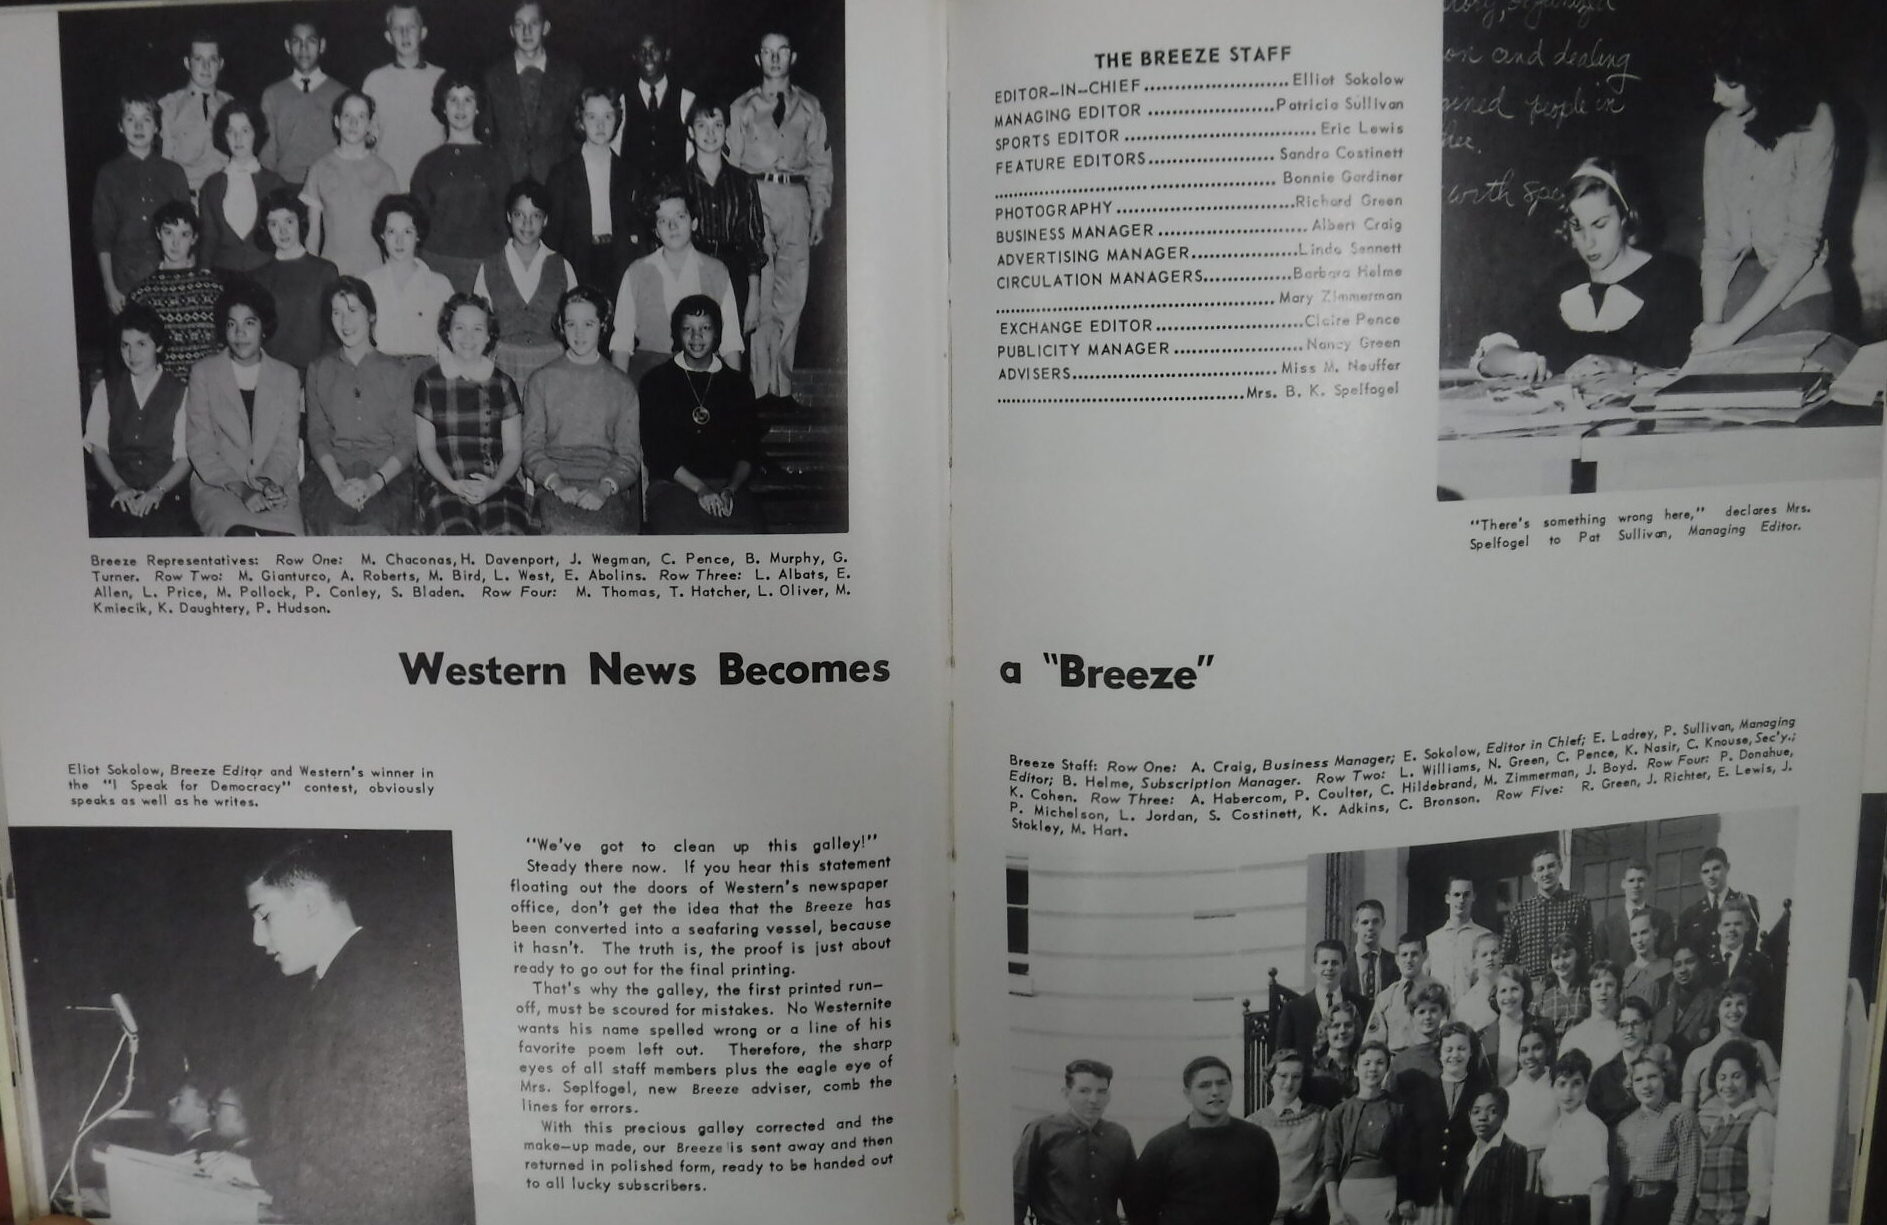 Breeze Representatives: Row One: M. Chaconas, H. Davenport, J. Wegman, C. Pence, B. Murphy, G.
Turner. Row Two: M. Gianturco, A. Roberts, M. Bird, L. West, E. Abolins. Row Three: L. Albats, E.
Allen, L. Price, M. Pollock, P. Conley, S. Bladen. Row Four: M. Thomas, T. Hatcher, L. Oliver, M.
Kmiecik, K. Daughtery, P. Hudson.
THE BREEZE STAFF
EDITOR-IN-CHIEF ........................ Elliot Sokolow
MANAGING EDITOR .................... Patricia Sullivan
SPORTS EDITOR ................................ Eric Lewis
FEATURE EDITORS..................... Sandra Costinett
................................................ Bonnie Gardiner
PHOTOGRAPHY ..............................Richard Green
BUSINESS MANAGER ......................... Albert Craig
ADVERTISING MANAGER..................Linda Sennett
CIRCULATION MANAGERS...............Barbara Helme
................................................ Mary Zimmerman
EXCHANGE EDITOR .........................Claire Pence
PUBLICITY MANAGER ...................... Nancy Green
ADVISERS.................................. Miss M. Neuffer
..........................................Mrs. B. K. Spelfogel
tory, organized
on and dealing
people in
worth spe
"There's something wrong here," declares Mrs.
Spelfogel to Pat Sullivan, Managing Editor.
Western News Becomes a "Breeze"
Eliot Sokolow, Breeze Editor and Western's winner in
the "I Speak for Democracy" contest, obviously
speaks as well as he writes.
"We've got to clean up this galley!"
Steady there now. If you hear this statement
floating out the doors of Western's newspaper
office, don't get the idea that the Breeze has
been converted into a seafaring vessel, because
it hasn't. The truth is, the proof is just about
ready to go out for the final printing.
That's why the galley, the first printed run-
off, must be scoured for mistakes. No Westernite
wants his name spelled wrong or a line of his
favorite poem left out. Therefore, the sharp
eyes of all staff members plus the eagle eye of
Mrs. Seplfogel, new Breeze adviser, comb the
lines for errors.
With this precious galley corrected and the
make-up made, our Breeze is sent away and then
returned in polished form, ready to be handed out
to all lucky subscribers.
Breeze Staff: Row One: A. Craig, Business Manager; E. Sokolow, Editor in Chief; E. Ladrey, P. Sullivan, Managing
Editor; B. Helme, Subscription Manager. Row Two: L. Williams, N. Green, C. Pence, K. Nasir, C. Knouse, Sec'y.;
K. Cohen. Row Three: A. Habercom, P. Coulter, C. Hildebrand, M. Zimmerman, J. Boyd. Row Four: P. Donahue,
P. Michelson, L. Jordan, S. Costinett, K. Adkins, C. Bronson. Row Five: R. Green, J. Richter, E. Lewis, J.
Stokley, M. Hart.